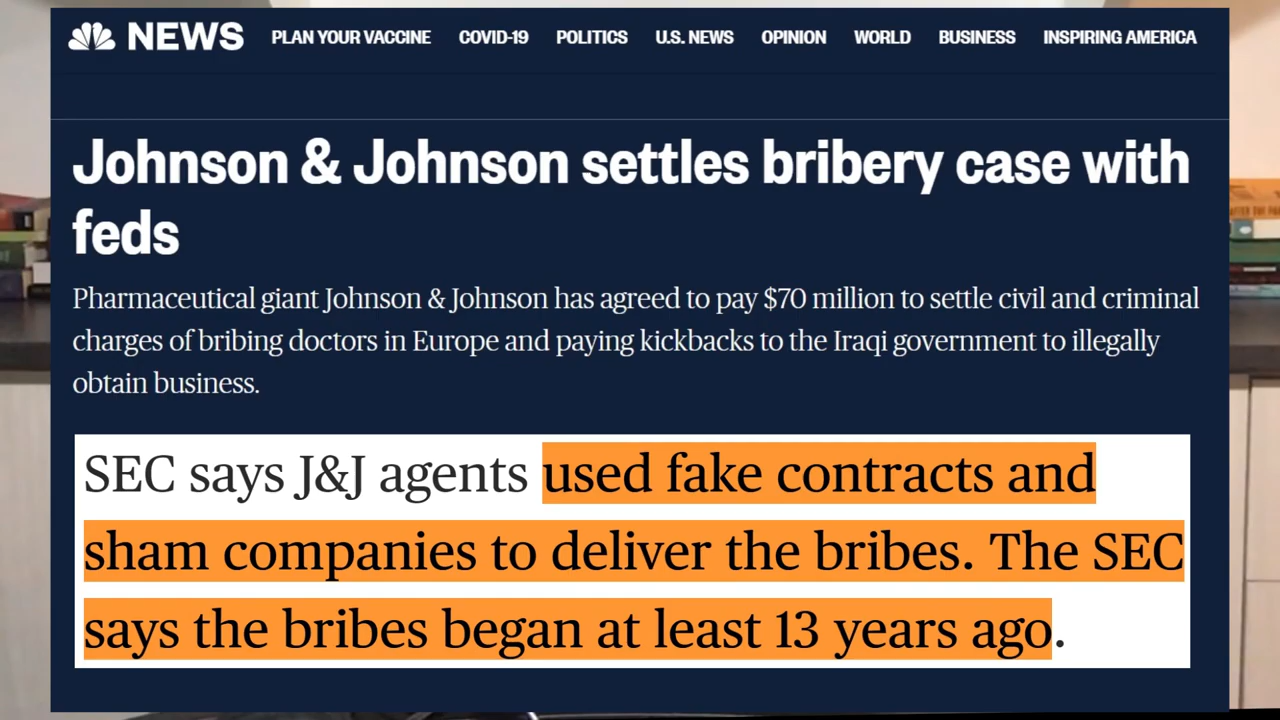 NEWS PLAN YOUR VACCINE COVID-19 POLITICS U.S. NEWS OPINION WORLD BUSINESS INSPIRING AMERICA
Johnson & Johnson settles bribery case with
feds
Pharmaceutical giant Johnson & Johnson has agreed to pay $70 million to settle civil and criminal
charges of bribing doctors in Europe and paying kickbacks to the Iraqi government to illegally
obtain business.
SEC says J&J agents used fake contracts and
sham companies to deliver the bribes. The SEC
says the bribes began at least 13 years ago.